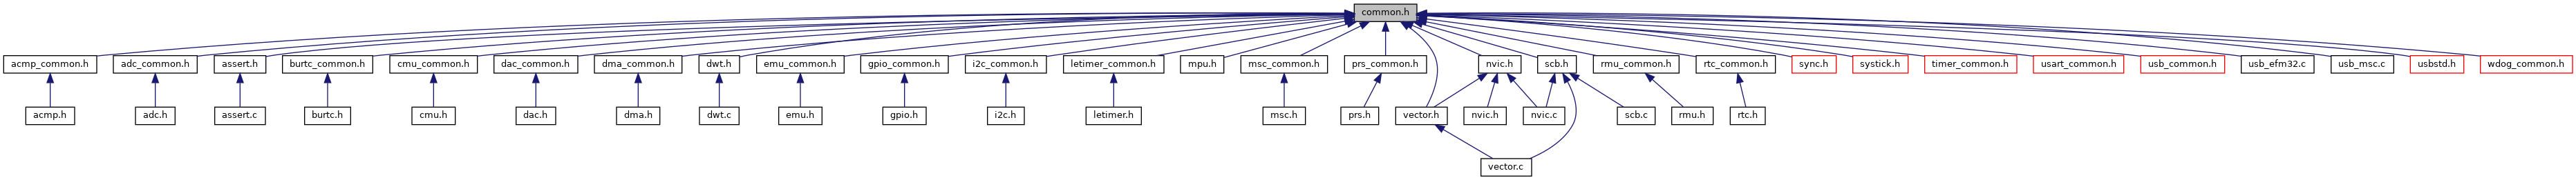 common.h
acmp_common.h
adc_common.h
assert.h
burtc_common.h
cmu_common.h
dac_common.h
dma_common.h
dwt.h
emu_common.h
gpio_common.h
i2c_common.h
letimer_common.h
mpu.h
msc_common.h
prs_common.h
nvic.h
scb.h
rmu_common.h
rtc_common.h
sync.h
systick.h
timer_common.h
usart_common.h
usb_common.h
usb_efm32.c
usb_msc.c
usbstd.h
wdog_common.h
acmp.h
adc.h
assert.c
burtc.h
cmu.h
dac.h
dma.h
dwt.c
emu.h
gpio.h
i2c.h
letimer.h
msc.h
prs.h
vector.h
nvic.h
nvic.c
scb.c
rmu.h
rtc.h
vector.c